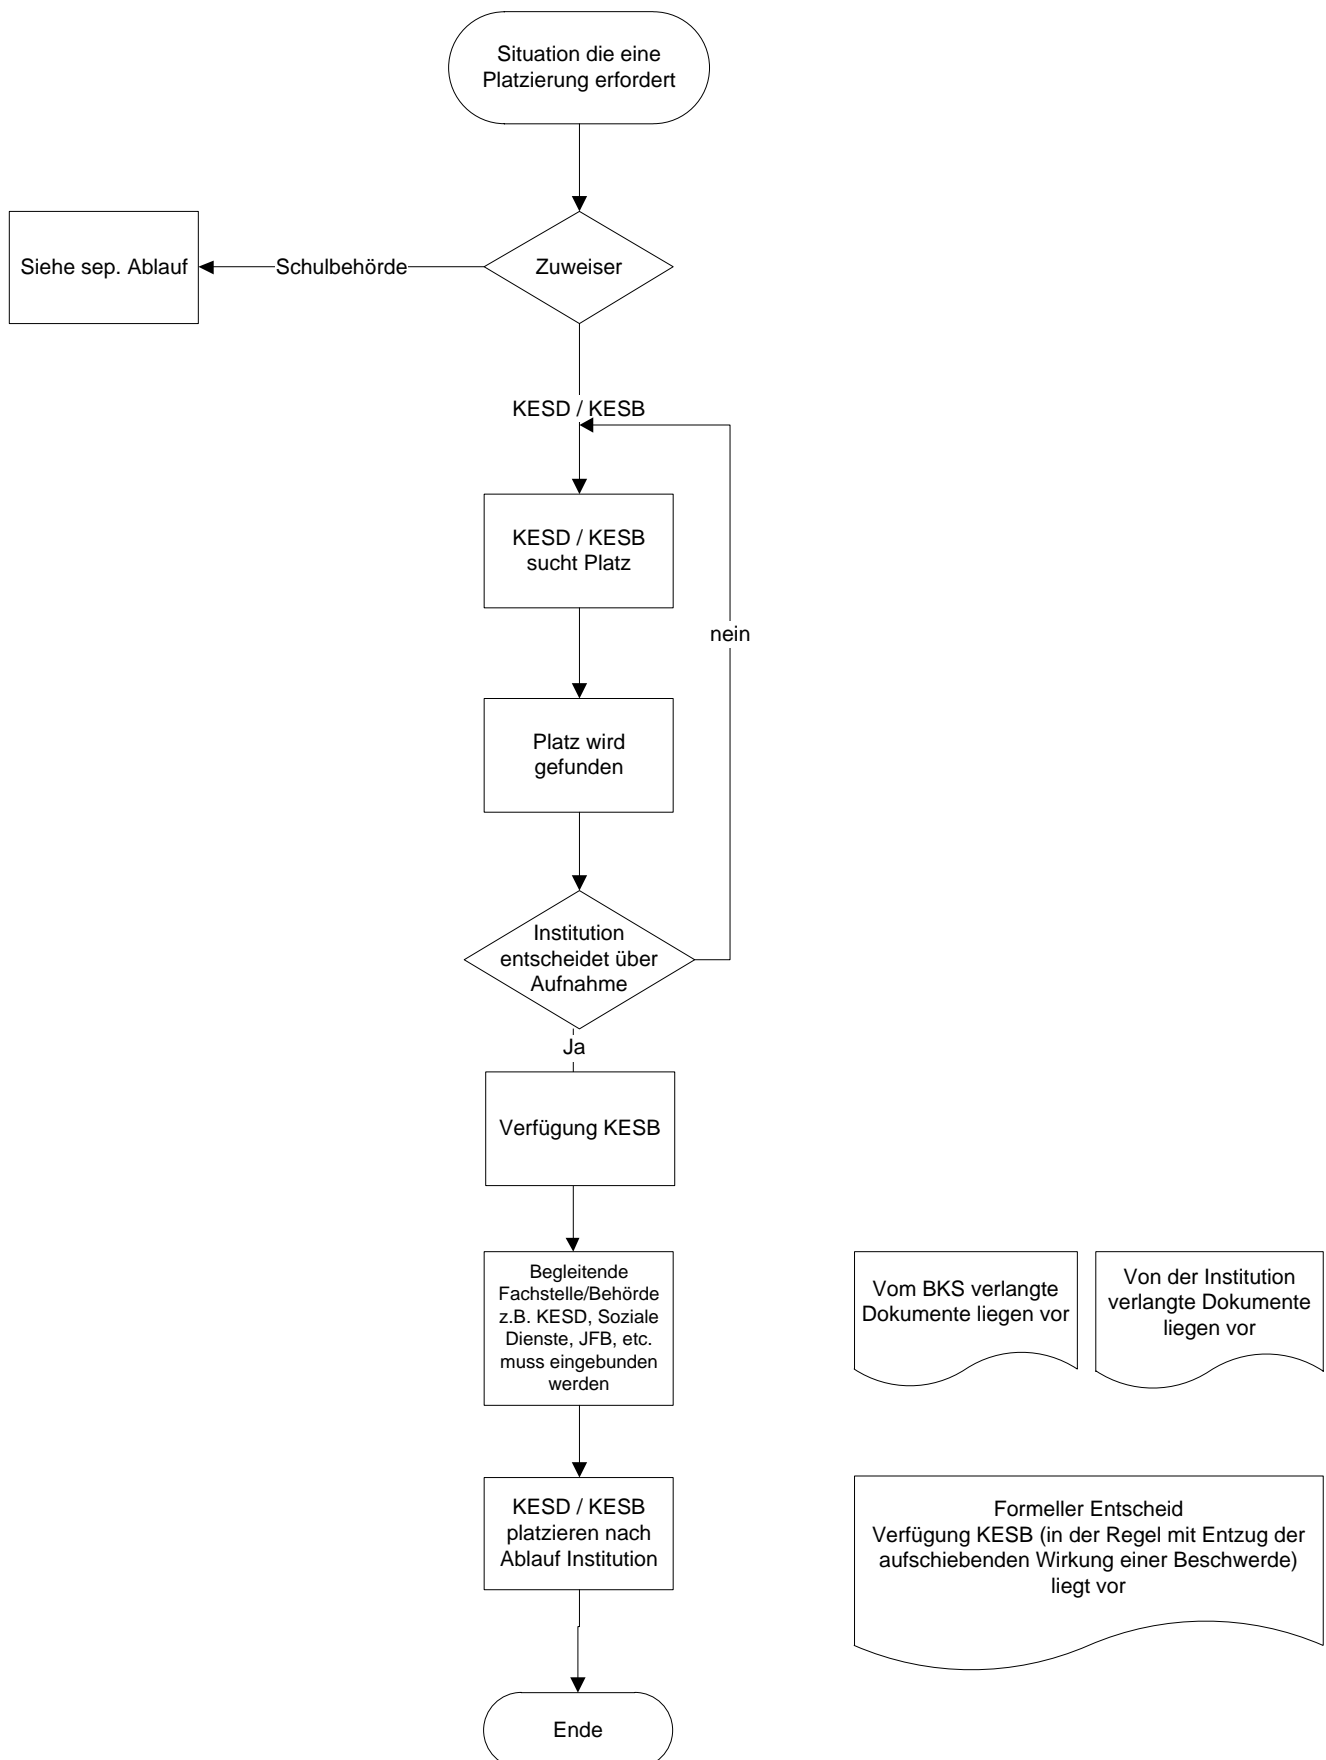 Situation die eine
Platzierung erfordert
Siehe sep. Ablauf
Schulbehörde
Zuweiser
KESD / KESB
KESD / KESB
sucht Platz
nein
Platz wird
gefunden
Institution
entscheidet über
Aufnahme
Ja
Verfügung KESB
Begleitende
Fachstelle/Behörde
z.B. KESD, Soziale
Dienste, JFB, etc.
muss eingebunden
werden
Vom BKS verlangte
Dokumente liegen vor
Von der Institution
verlangte Dokumente
liegen vor
KESD / KESB
platzieren nach
Ablauf Institution
Formeller Entscheid
Verfügung KESB (in der Regel mit Entzug der
aufschiebenden Wirkung einer Beschwerde)
liegt vor
Ende